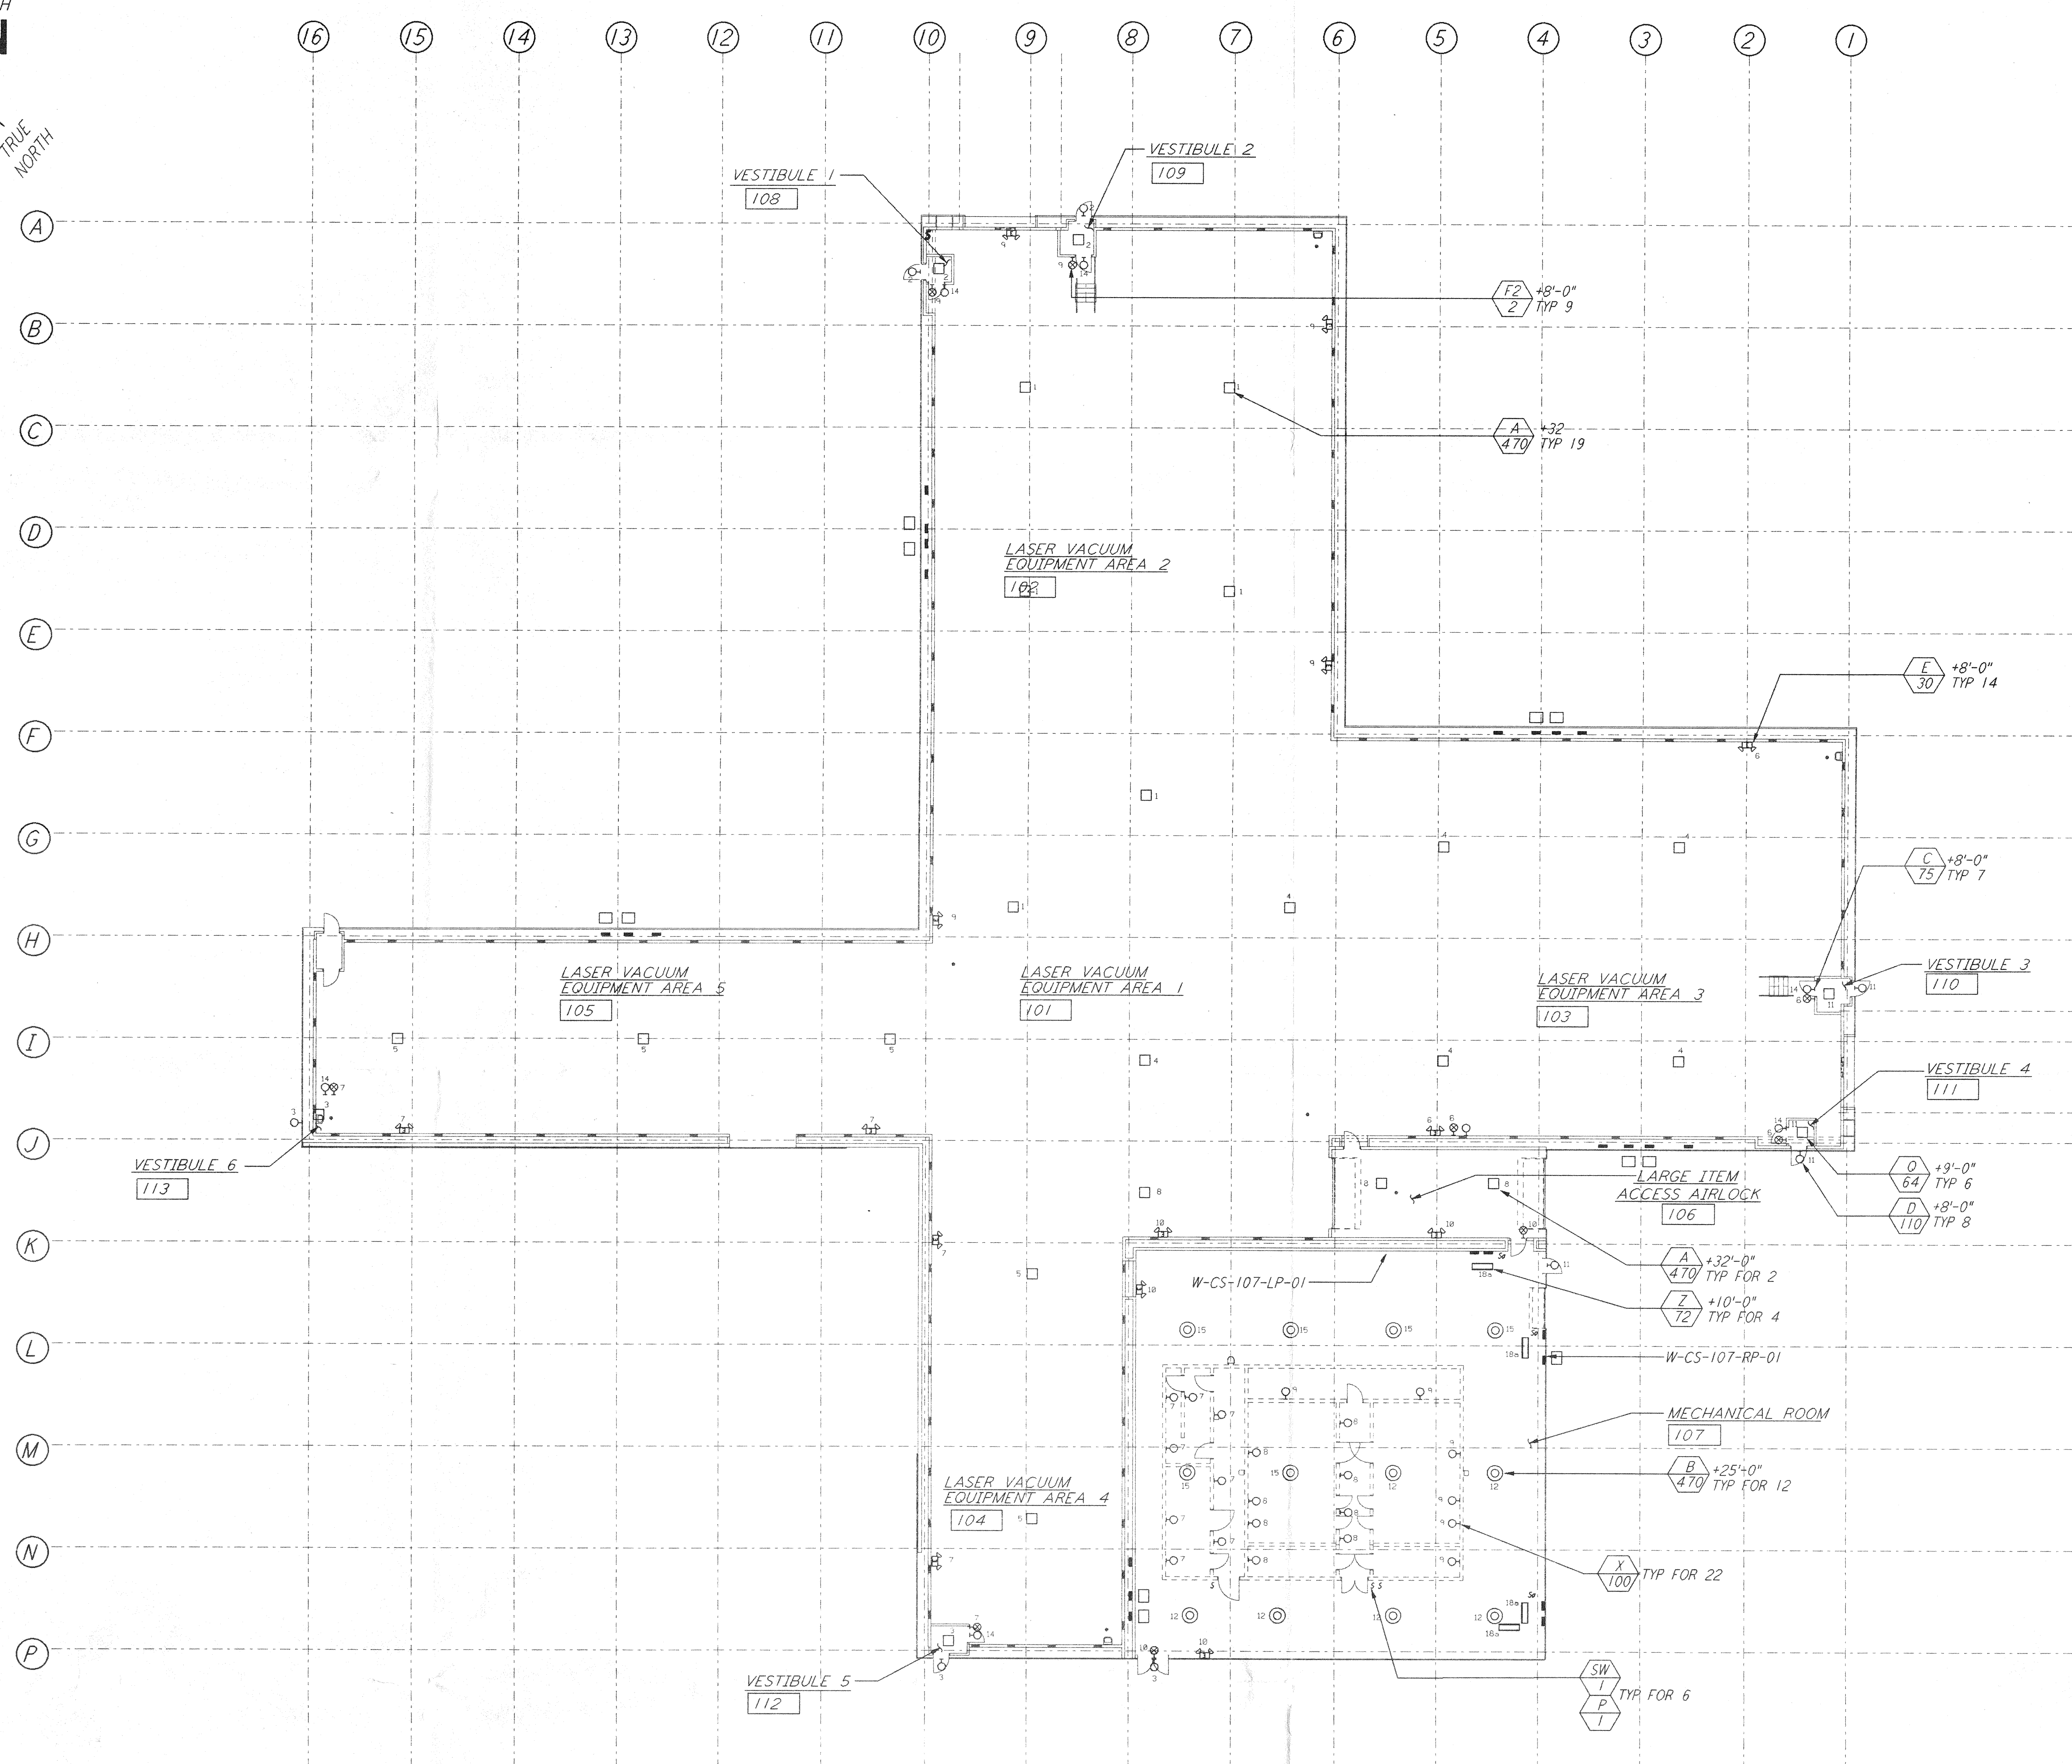 H
16 15 14 13 12 11 10 9 8 7 6 5 4 3 2 1
TRUE
NORTH
VESTIBULE 2
109
VESTIBULE 1
108
A
B
C
D
E
F
G
H
I
J
K
L
M
N
P
F2
2
+8'-0"
TYP 9
A
470
+32
TYP 19
LASER VACUUM
EQUIPMENT AREA 2
102
E
30
+8'-0"
TYP 14
C
75
+8'-0"
TYP 7
LASER VACUUM
EQUIPMENT AREA 5
105
LASER VACUUM
EQUIPMENT AREA 1
101
LASER VACUUM
EQUIPMENT AREA 3
103
VESTIBULE 3
110
VESTIBULE 4
111
VESTIBULE 6
113
LARGE ITEM
ACCESS AIRLOCK
106
Q
64
+9'-0"
TYP 6
D
110
+8'-0"
TYP 8
A
470
+32'-0"
TYP FOR 2
W-CS-107-LP-01
Z
72
+10'-0"
TYP FOR 4
W-CS-107-RP-01
MECHANICAL ROOM
107
B
470
+25'-0"
TYP FOR 12
LASER VACUUM
EQUIPMENT AREA 4
104
X
100
TYP FOR 22
VESTIBULE 5
112
SW
1
P
1
TYP FOR 6